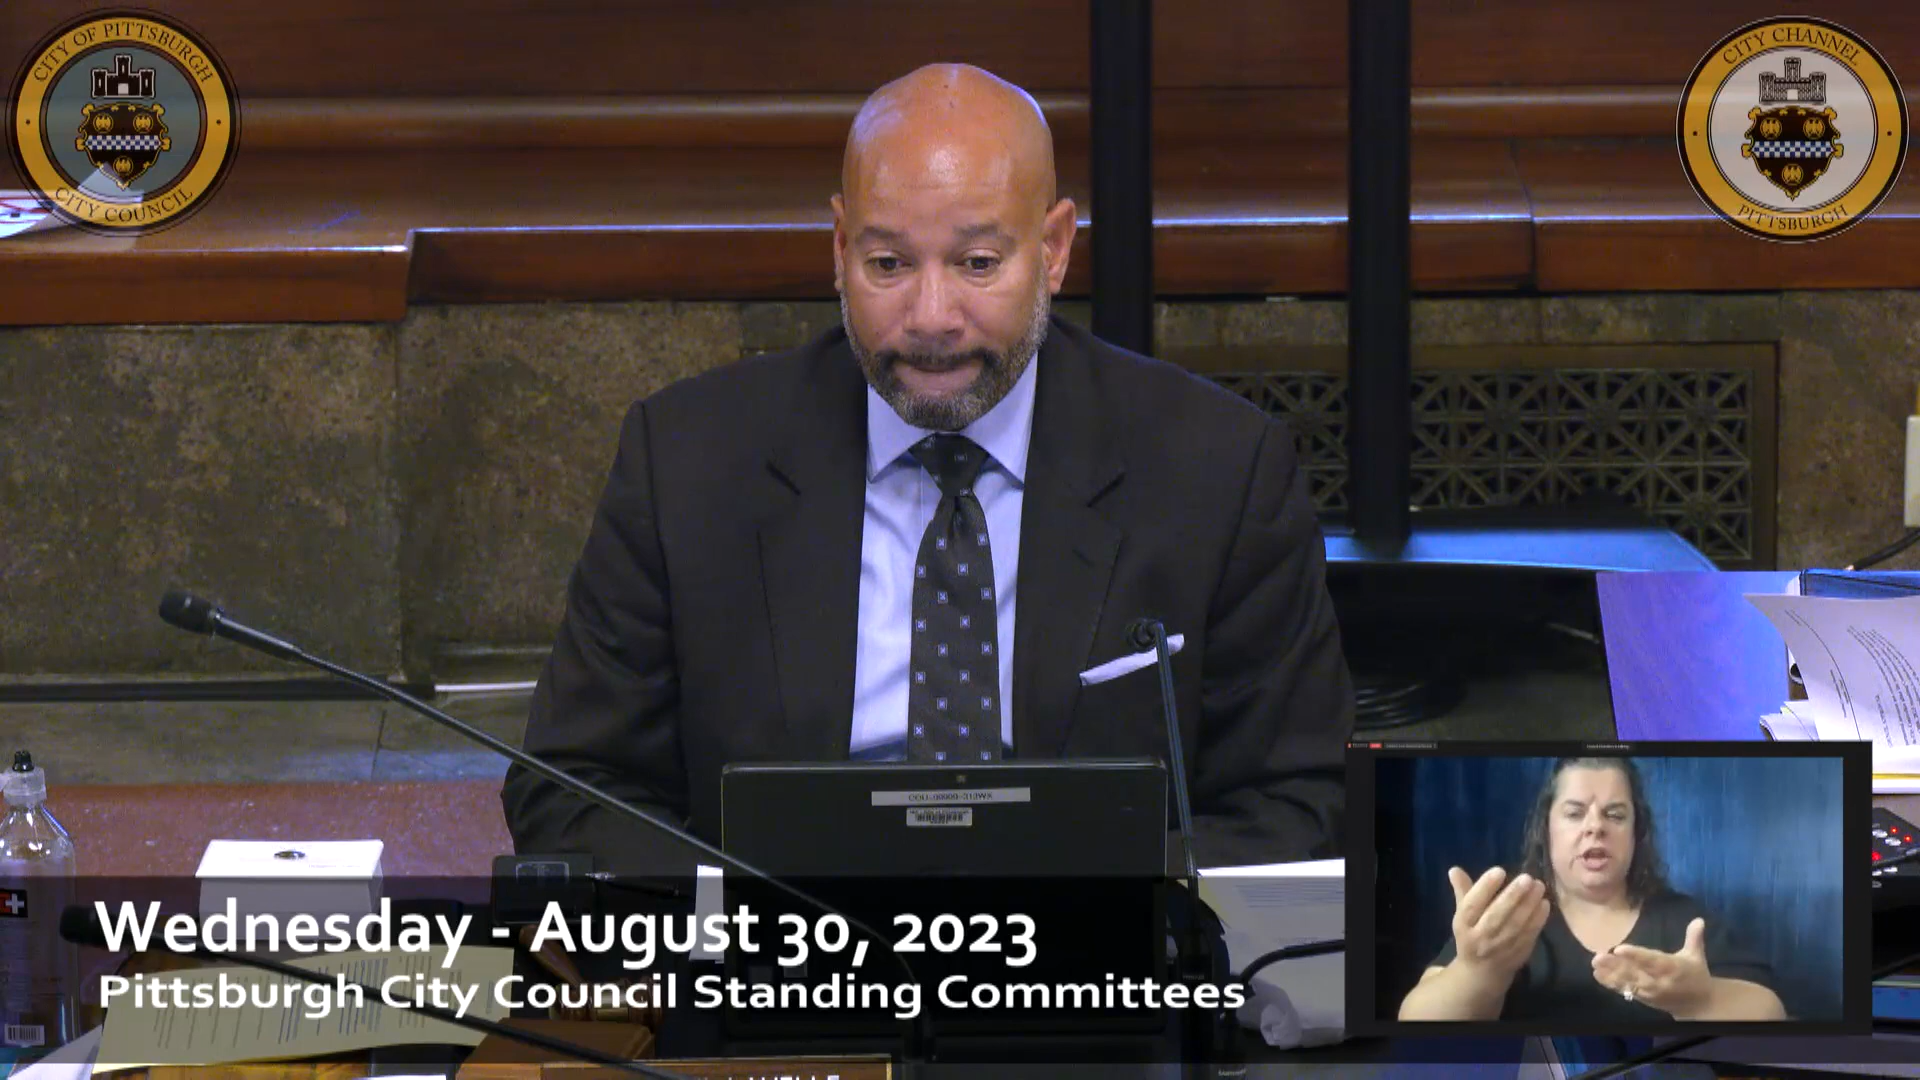 CITY OF PITTSBURGH
CITY COUNCIL
CITY CHANNEL
PITTSBURGH
Wednesday - August 30, 2023
Pittsburgh City Council Standing Committees